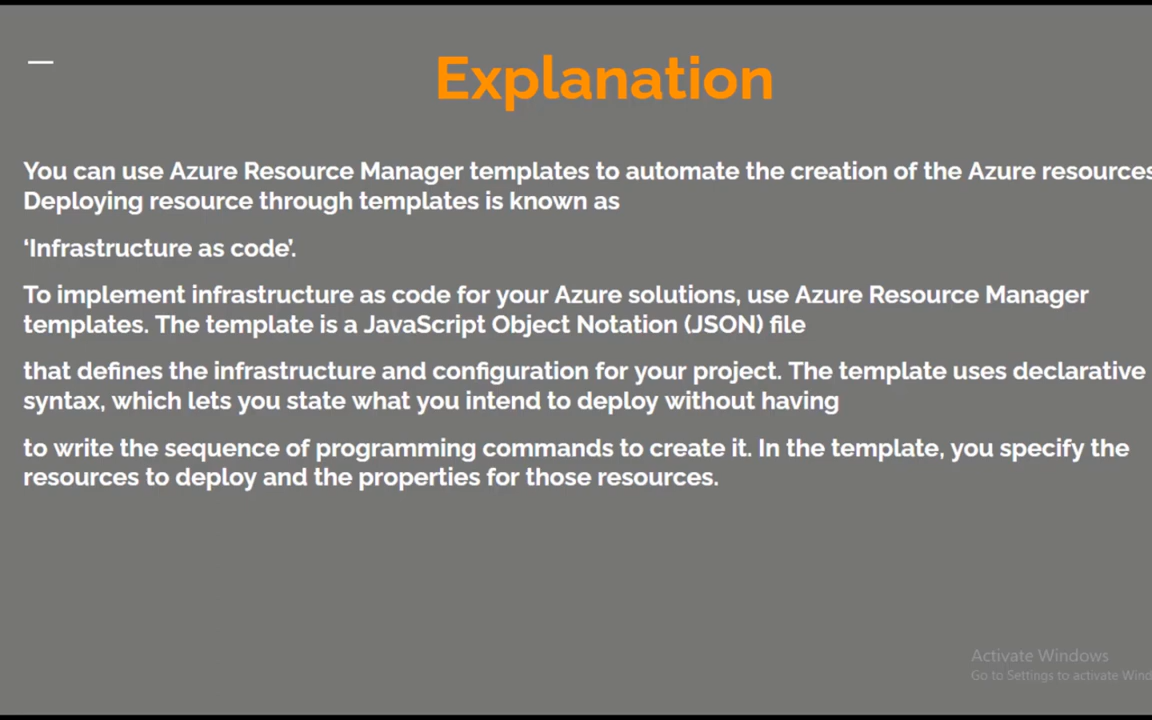 Explanation
You can use Azure Resource Manager templates to automate the creation of the Azure resources
Deploying resource through templates is known as
‘Infrastructure as code’.
To implement infrastructure as code for your Azure solutions, use Azure Resource Manager
templates. The template is a JavaScript Object Notation (JSON) file
that defines the infrastructure and configuration for your project. The template uses declarative
syntax, which lets you state what you intend to deploy without having
to write the sequence of programming commands to create it. In the template, you specify the
resources to deploy and the properties for those resources.
Activate Windows
Go to Settings to activate Wind